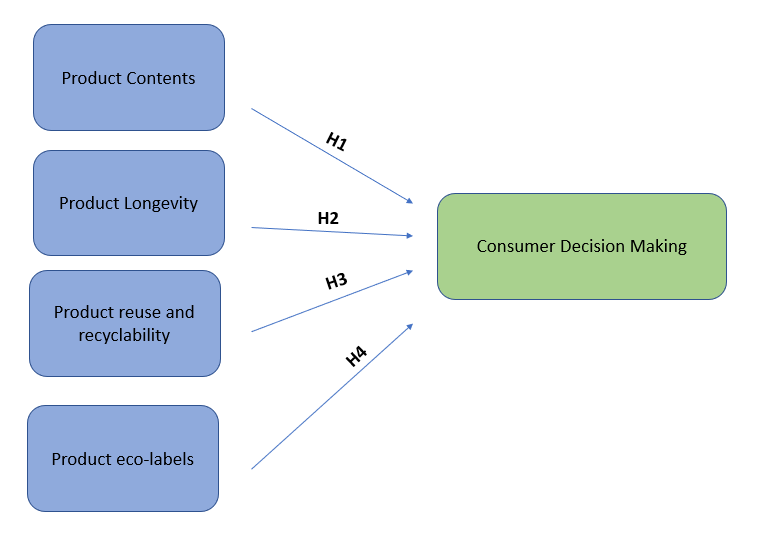 Product Contents
H1
Product Longevity
H2
Consumer Decision Making
Product reuse and
recyclability
H3
H4
Product eco-labels